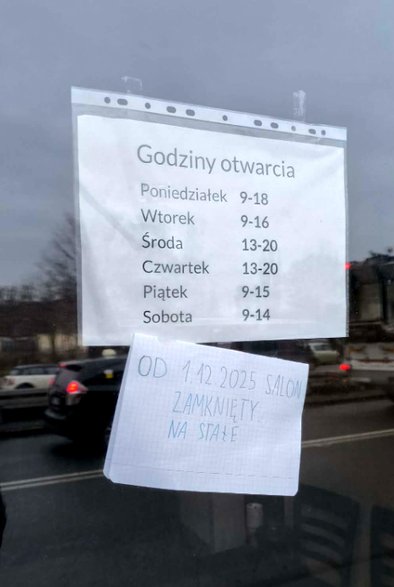 Godziny otwarcia
Poniedziałek 9-18
Wtorek 9-16
Środa 13-20
Czwartek 13-20
Piątek 9-15
Sobota 9-14
OD 1.12.2025 SALON
ZAMKNIĘTY
NA STAŁE